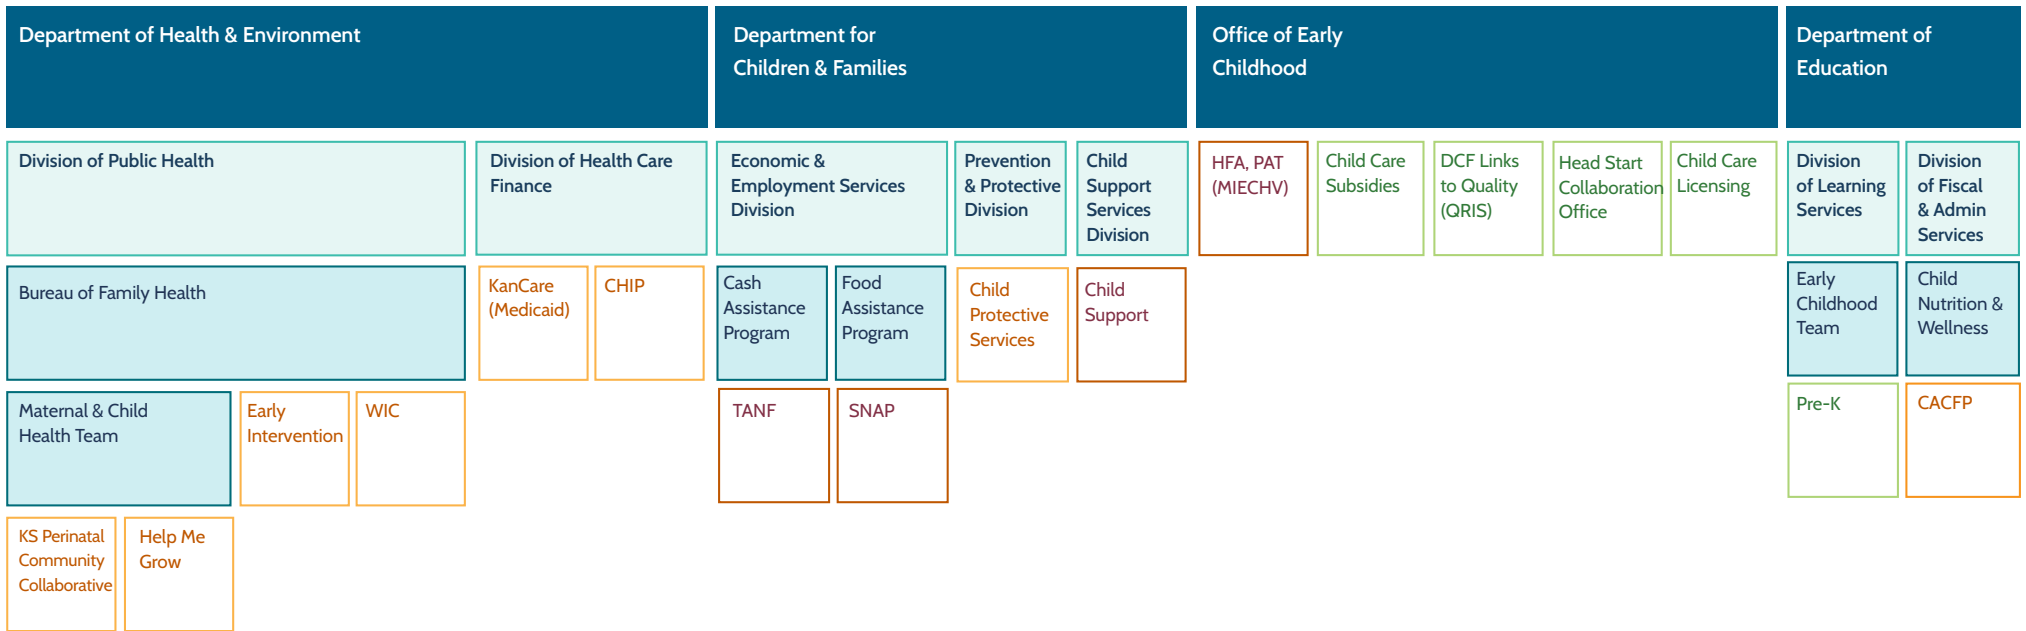 Department of Health & Environment
Department for
Children & Families
Office of Early
Childhood
Department of
Education
Division of Public Health
Division of Health Care
Finance
Economic &
Employment Services
Division
Prevention
& Protective
Division
Child
Support
Services
Division
HFA, PAT
(MIECHV)
Child Care
Subsidies
DCF Links
to Quality
(QRIS)
Head Start
Collaboration
Office
Child Care
Licensing
Division
of Learning
Services
Division
of Fiscal
& Admin
Services
Bureau of Family Health
KanCare
(Medicaid)
CHIP
Cash
Assistance
Program
Food
Assistance
Program
Child
Protective
Services
Child
Support
Early
Childhood
Team
Child
Nutrition &
Wellness
Maternal & Child
Health Team
Early
Intervention
WIC
TANF
SNAP
Pre-K
CACFP
KS Perinatal
Community
Collaborative
Help Me
Grow